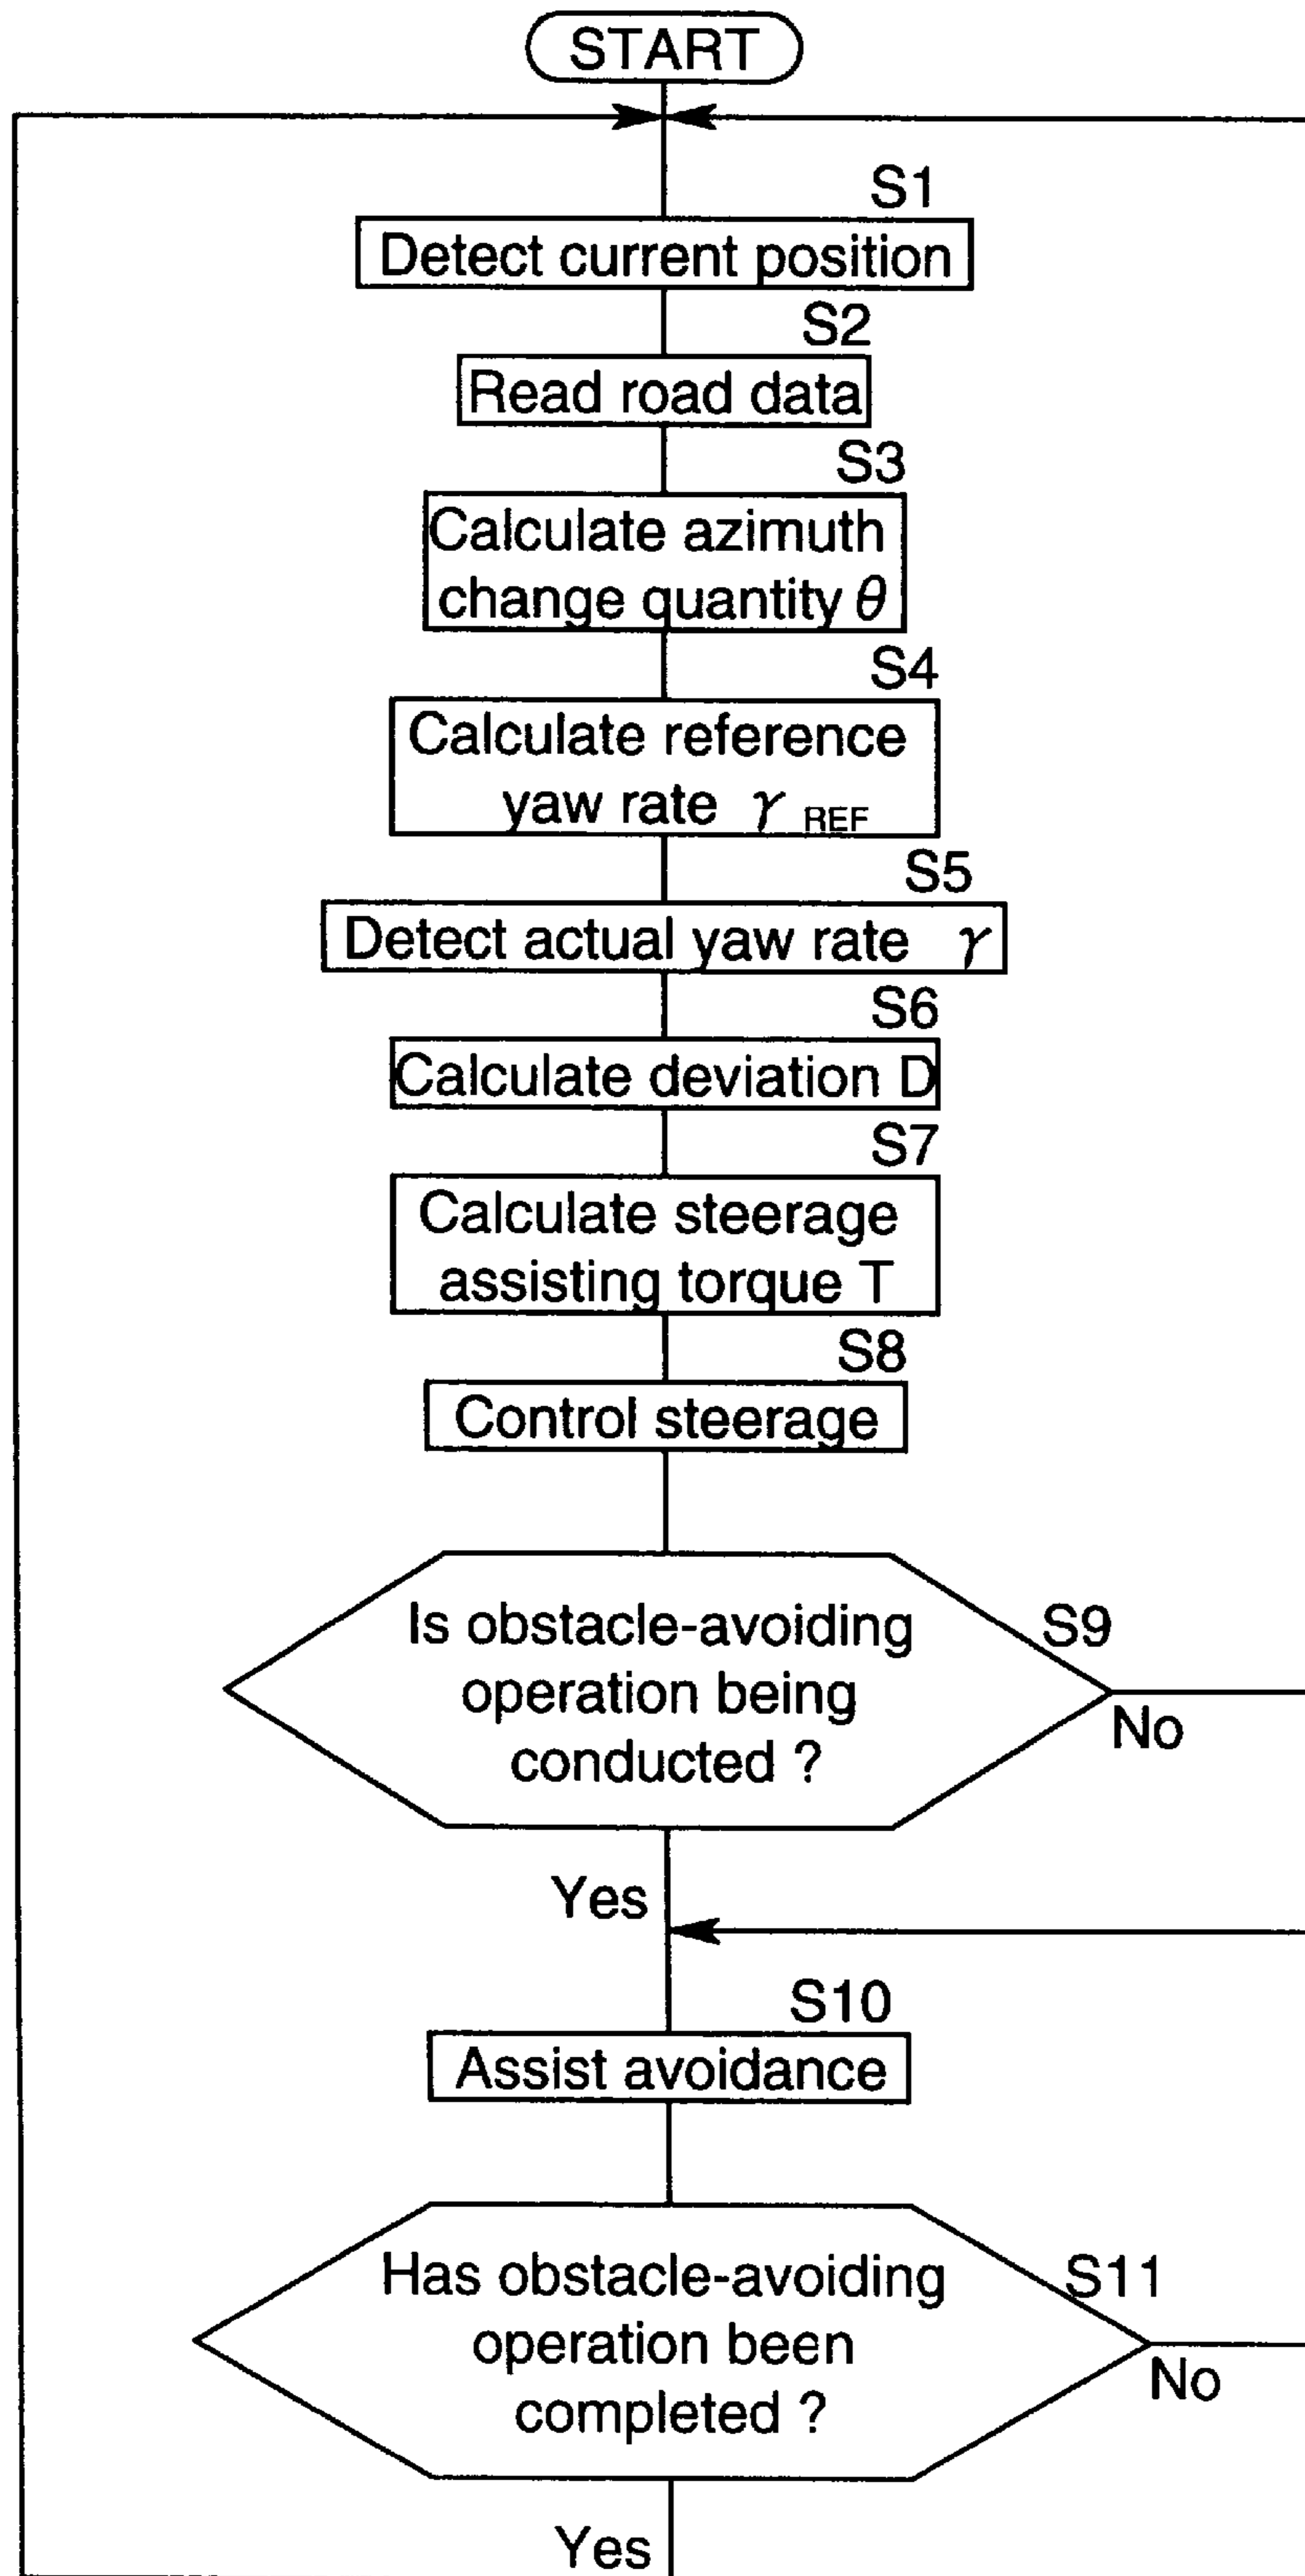 START
S1
Detect current position
S2
Read road data
S3
Calculate azimuth
change quantity θ
S4
Calculate reference
yaw rate γ REF
S5
Detect actual yaw rate γ
S6
Calculate deviation D
S7
Calculate steerage
assisting torque T
S8
Control steerage
Is obstacle-avoiding
S9
operation being
No
conducted ?
Yes
S10
Assist avoidance
Has obstacle-avoiding
S11
operation been
No
completed ?
Yes